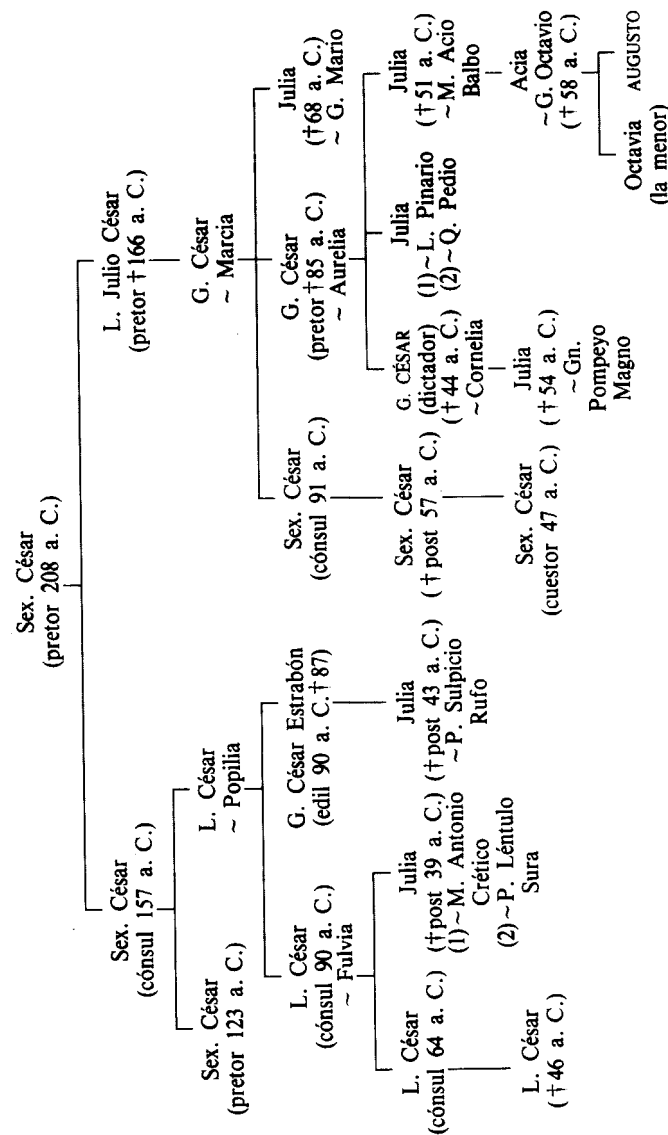 Sex. César
(pretor 208 a. C.)
Sex. César
(cónsul 157 a. C.)
L. Julio César
(pretor †166 a. C.)
Sex. César
(pretor 123 a. C.)
L. César
~ Popilia
G. César
~ Marcia
L. César
(cónsul 90 a. C.)
~ Fulvia
G. César Estrabón
(edil 90 a. C.†87)
Sex. César
(cónsul 91 a. C.)
G. César
(pretor †85 a. C.)
~ Aurelia
Julia
(†68 a. C.)
~ G. Mario
L. César
(cónsul 64 a. C.)
Julia
(†post 39 a. C.)
(1)~M. Antonio
Crético
(2)~P. Léntulo
Sura
Julia
(†post 43 a. C.)
~P. Sulpicio
Rufo
Sex. César
(†post 57 a. C.)
G. CÉSAR
(dictador)
(†44 a. C.)
~Cornelia
Julia
(1)~L. Pinario
(2)~Q. Pedio
Julia
(†51 a. C.)
~M. Acio
Balbo
L. César
(†46 a. C.)
Sex. César
(cuestor 47 a. C.)
Julia
(†54 a. C.)
~Gn.
Pompeyo
Magno
Acia
~G. Octavio
(†58 a. C.)
Octavia
(la menor)
AUGUSTO